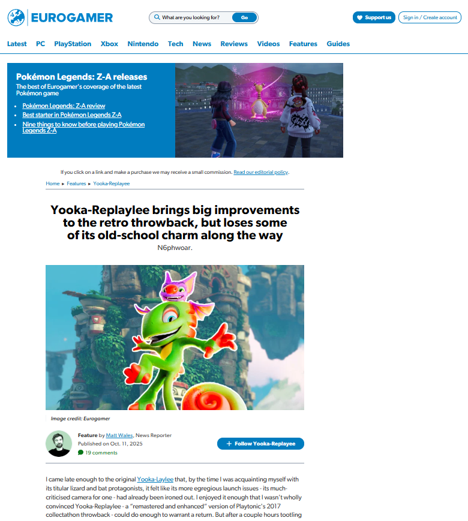 EUROGAMER
What are you looking for?
Go
Support us
Sign in / Create account
Latest PC PlayStation Xbox Nintendo Tech News Reviews Videos Features Guides
Pokémon Legends: Z-A releases
The best of Eurogamer's coverage of the latest
Pokémon game
Pokémon Legends: Z-A review
Best starter in Pokémon Legends Z-A
Nine things to know before playing Pokémon
Legends Z-A
If you click on a link and make a purchase we may receive a small commission. Read our editorial policy.
Home » Features » Yooka-Replaylee
Yooka-Replaylee brings big improvements
to the retro throwback, but loses some
of its old-school charm along the way
N6phwoar.
Image credit: Eurogamer
Feature by Matt Wales, News Reporter
Published on Oct. 11, 2025
19 comments
+ Follow Yooka-Replaylee
I came late enough to the original Yooka-Laylee that, by the time I was acquainting myself with
its titular lizard and bat protagonists, it felt like its more egregious launch issues - its much-
criticised camera for one - had already been ironed out. I enjoyed it enough that I wasn't wholly
convinced Yooka-Replaylee - a "remastered and enhanced" version of Playtonic's 2017
collectathon throwback - could do enough to warrant a return. But after a couple hours tootling